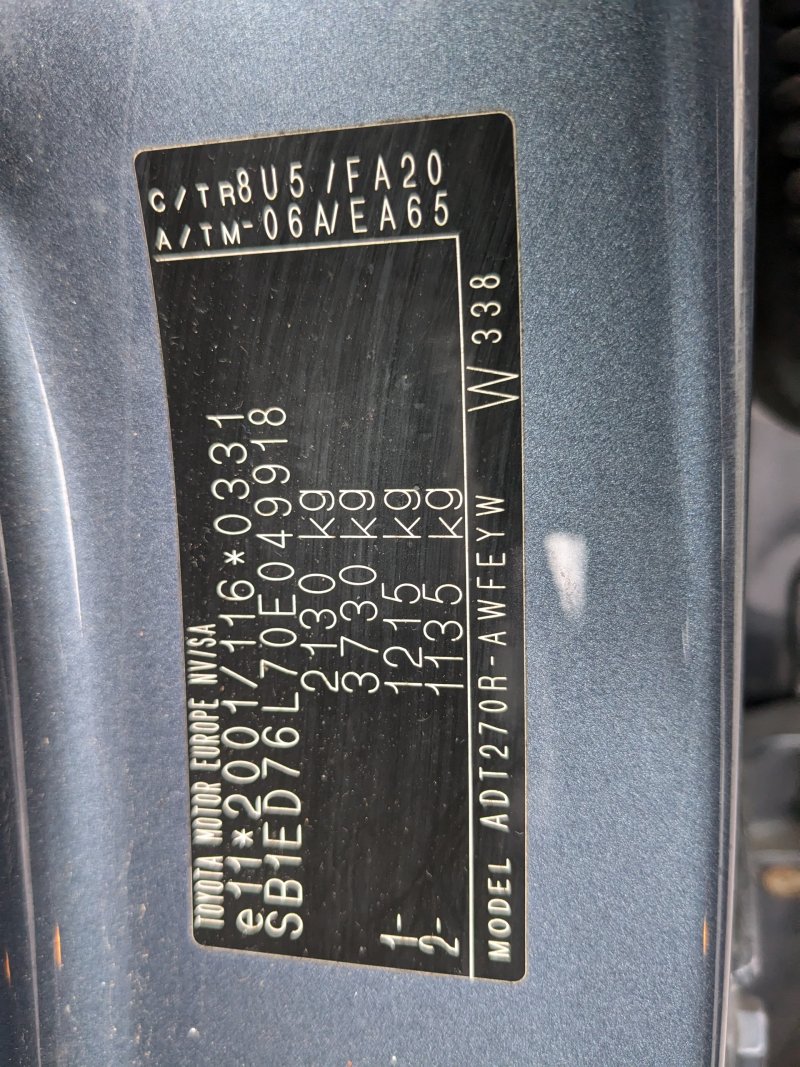 TOYOTA MOTOR EUROPE NV/SA
e11*2001/116*0331
SB1ED76L70E049918
2130 kg
3730 kg
1- 1215 kg
2- 1135 kg
C/TR 8U5 /FA20
A/TM -06A/EA65
MODEL ADT270R-AWFEYW W 338